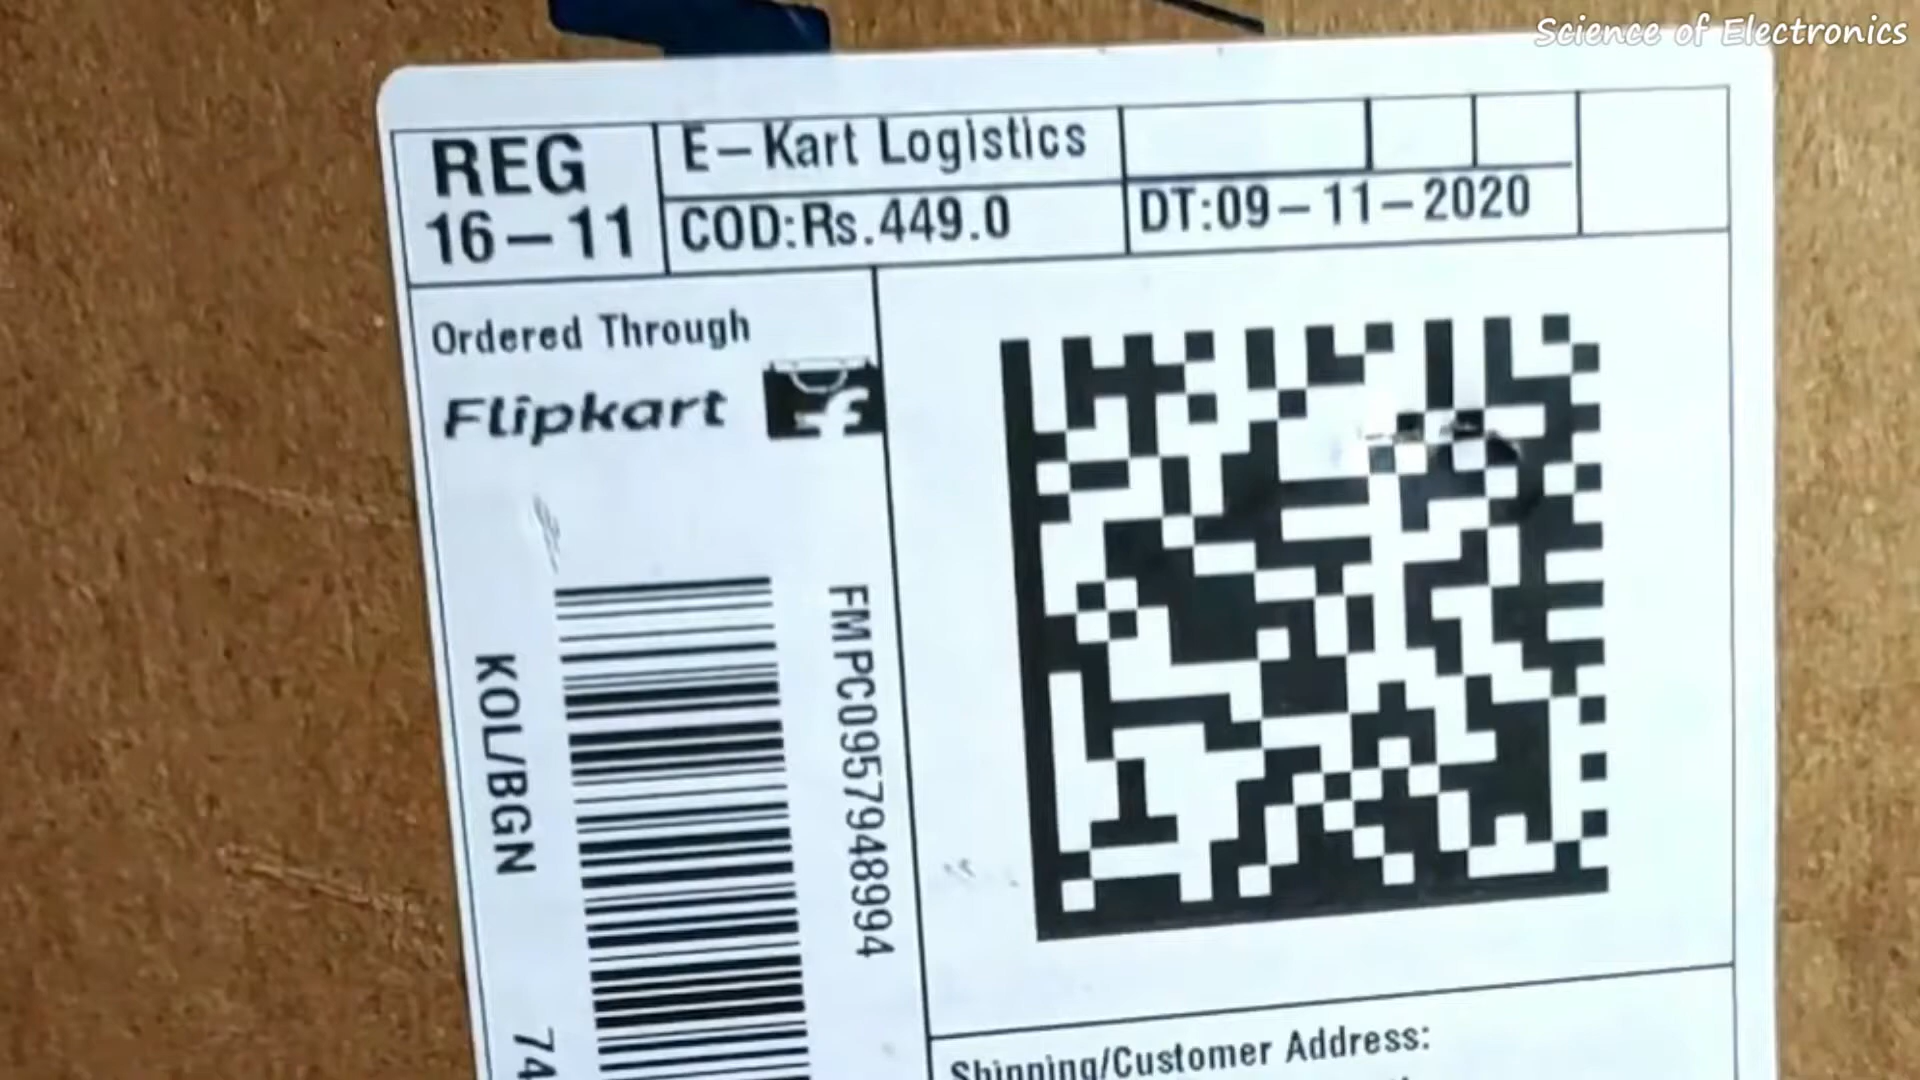 Science of Electronics
REG
16-11
E-Kart Logistics
COD:Rs.449.0
DT:09-11-2020
Ordered Through
Flipkart
FMPC0957948994
KOL/BGN
74
Shipping/Customer Address: